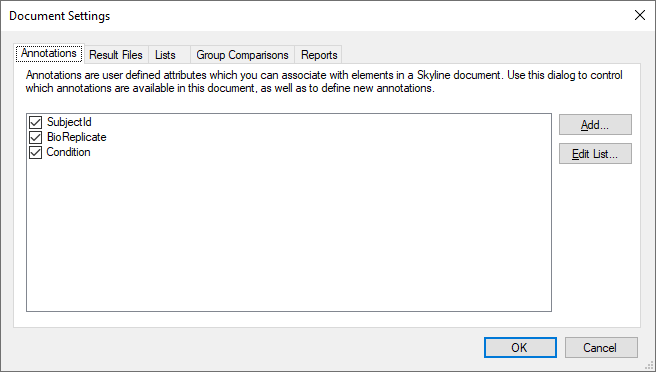 Document Settings
Annotations Result Files Lists Group Comparisons Reports
Annotations are user defined attributes which you can associate with elements in a Skyline document. Use this dialog to control
which annotations are available in this document, as well as to define new annotations.
SubjectId
BioReplicate
Condition
Add...
Edit List...
OK Cancel